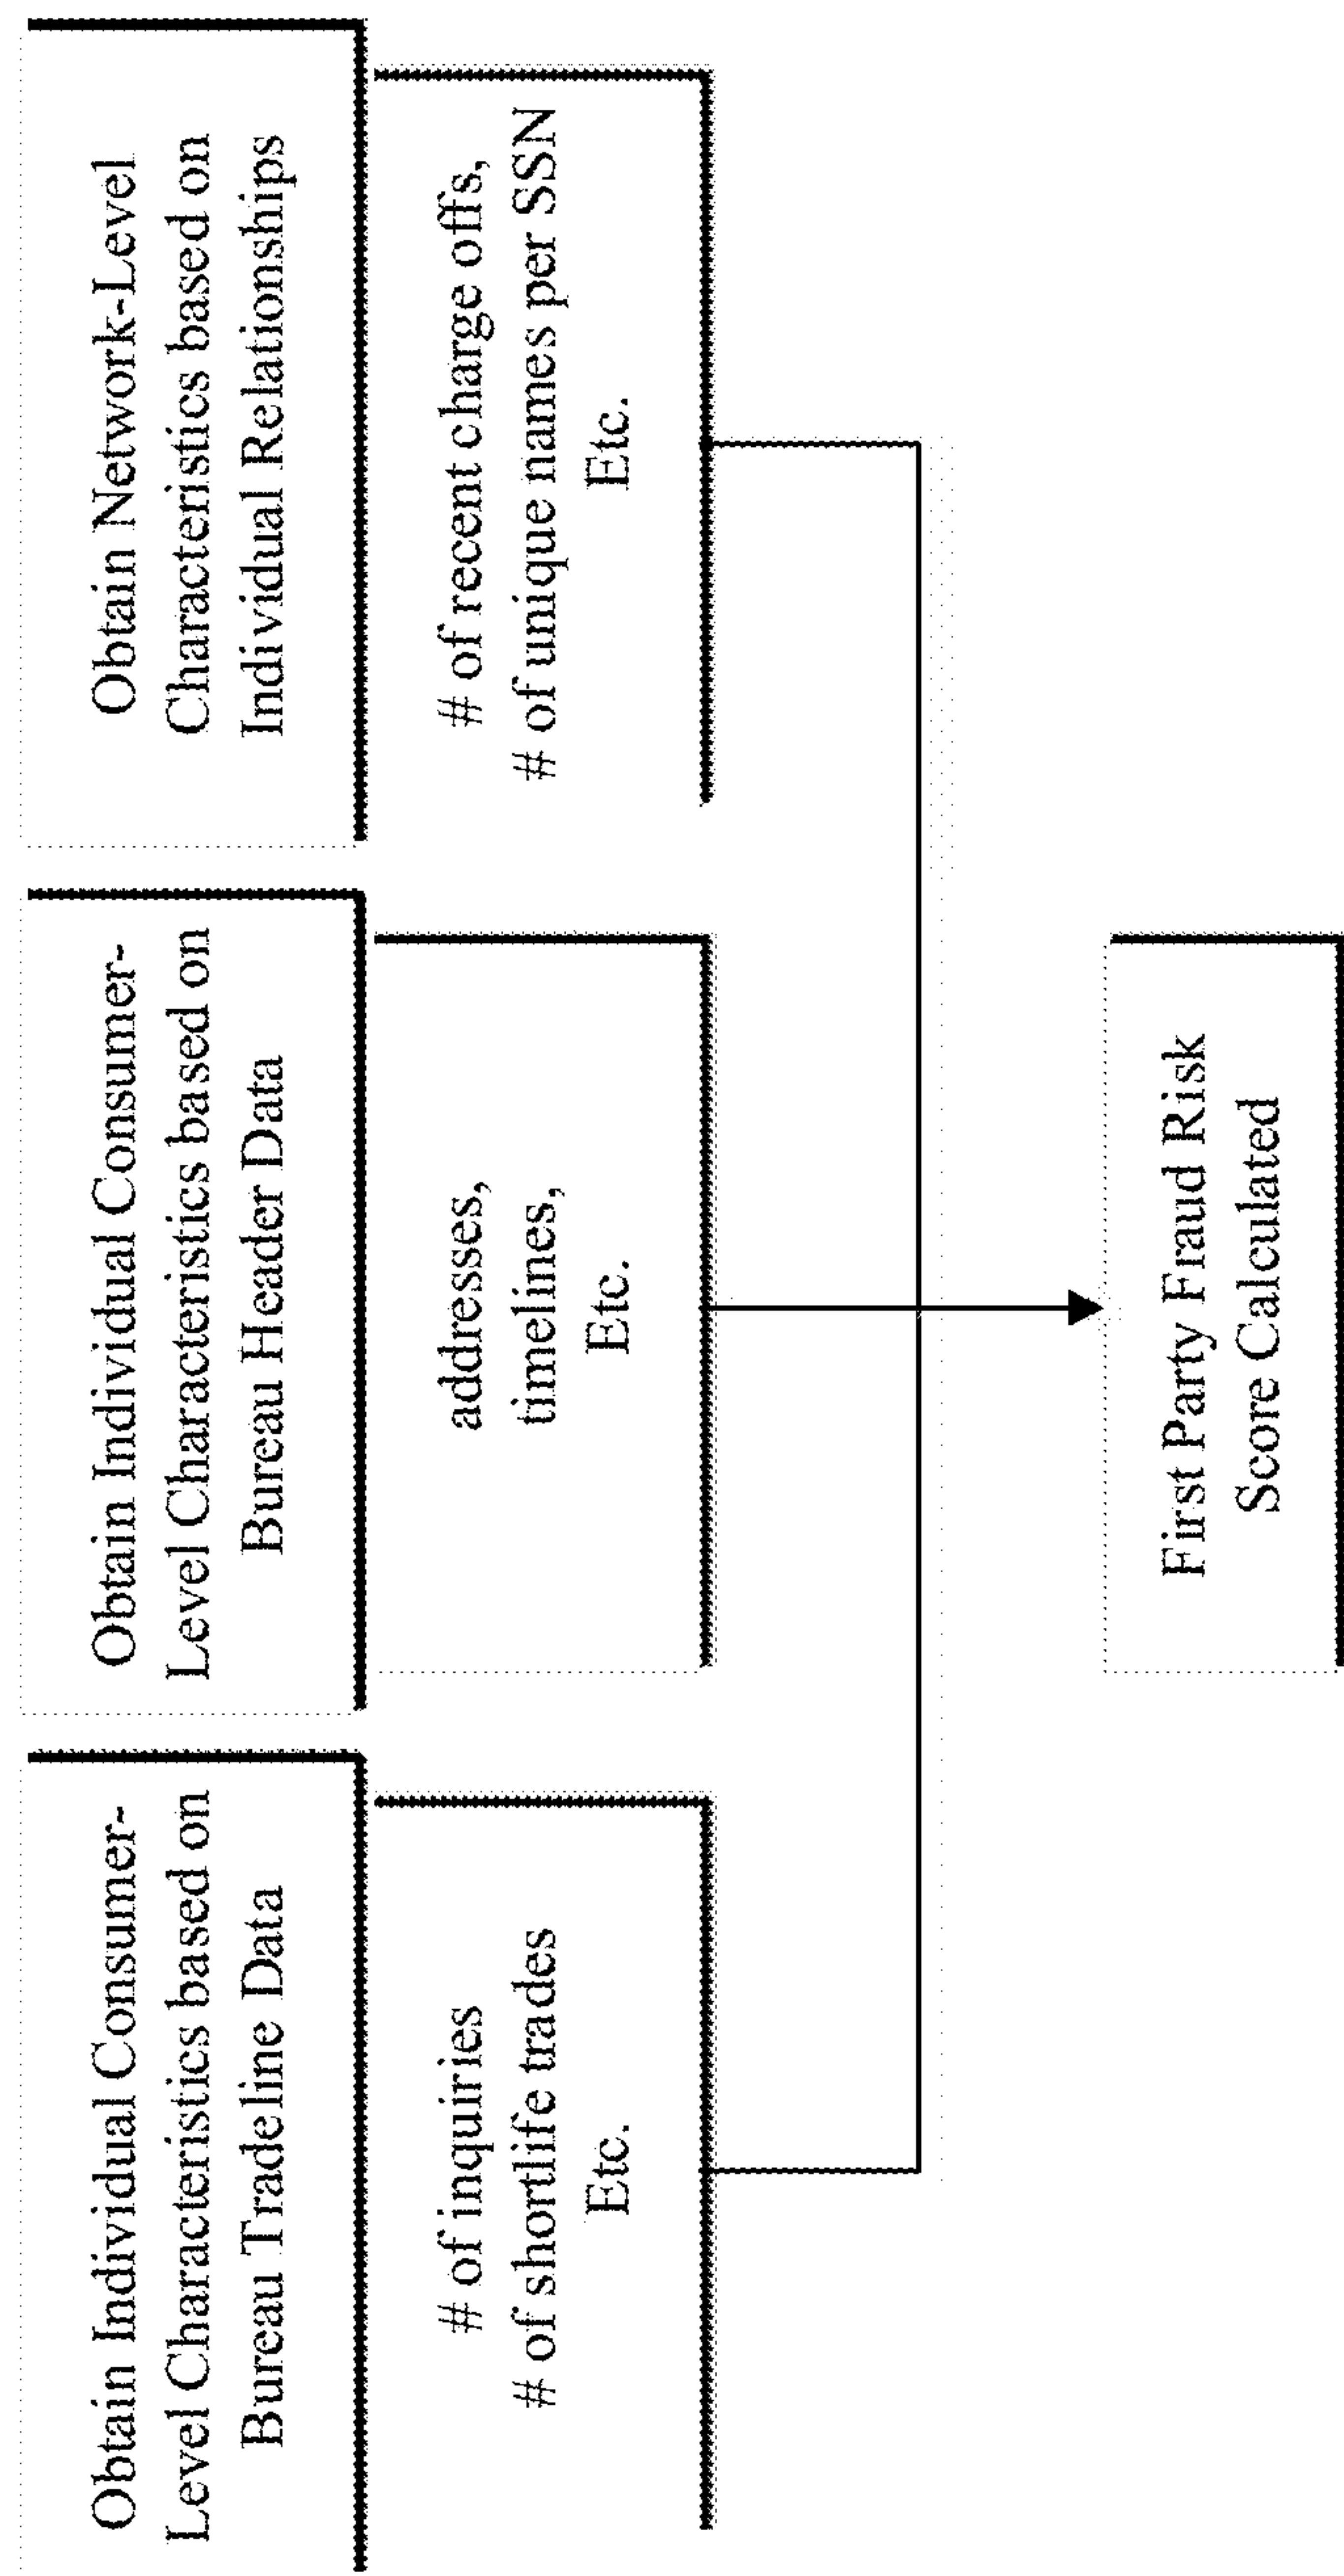 Obtain Individual Consumer-
Level Characteristics based on
Bureau Tradeline Data
# of inquiries
# of shortlife trades
Etc.
Obtain Individual Consumer-
Level Characteristics based on
Bureau Header Data
addresses,
timelines,
Etc.
Obtain Network-Level
Characteristics based on
Individual Relationships
# of recent charge offs,
# of unique names per SSN
Etc.
First Party Fraud Risk
Score Calculated